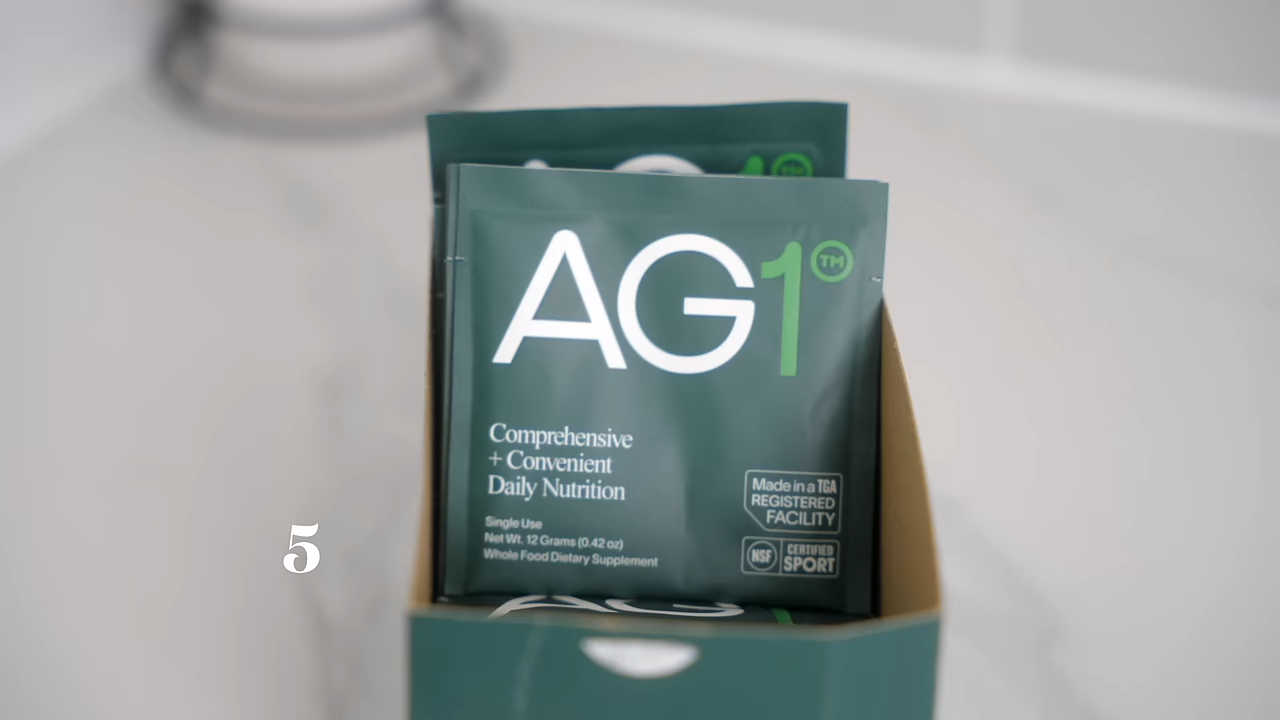 AG1™
Comprehensive
+ Convenient
Daily Nutrition
Single Use
Net Wt. 12 Grams (0.42 oz)
Whole Food Dietary Supplement
Made in a TGA
REGISTERED
FACILITY
NSF CERTIFIED
SPORT
5